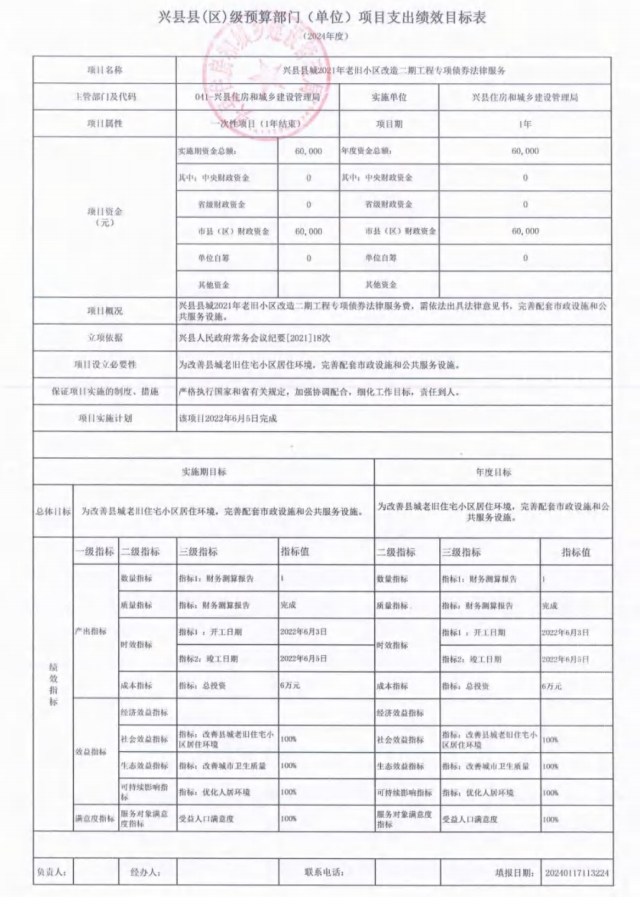 兴县县(区)级预算部门（单位）项目支出绩效目标表
（2024年度）
项目名称 兴县县城2021年老旧小区改造二期工程专项债券法律服务
主管部门及代码 041-兴县住房和城乡建设管理局 实施单位 兴县住房和城乡建设管理局
项目属性 一次性项目（1年结束） 项目期 1年
项目资金（元）
实施期资金总额： 60,000 年度资金总额： 60,000
其中：中央财政资金 0 其中：中央财政资金 0
省级财政资金 0 省级财政资金 0
市县（区）财政资金 60,000 市县（区）财政资金 60,000
单位自筹 0 单位自筹 0
其他资金 其他资金
项目概况 兴县县城2021年老旧小区改造二期工程专项债券法律服务费，需依法出具法律意见书，完善配套市政设施和公
共服务设施。
立项依据 兴县人民政府常务会议纪要[2021]18次
项目设立必要性 为改善县城老旧住宅小区居住环境，完善配套市政设施和公共服务设施。
保证项目实施的制度、措施 严格执行国家和省有关规定，加强协调配合，细化工作目标，责任到人。
项目实施计划 该项目2022年6月5日完成
实施期目标 年度目标
总体目标 为改善县城老旧住宅小区居住环境，完善配套市政设施和公共服务设施。 为改善县城老旧住宅小区居住环境，完善配套市政设施和公
共服务设施。
绩效指标
一级指标 二级指标 三级指标 指标值 二级指标 三级指标 指标值
产出指标
数量指标 指标1：财务测算报告 1 数量指标 指标1：财务测算报告 1
质量指标 指标：财务测算报告 完成 质量指标 指标：财务测算报告 完成
时效指标 指标1：开工日期 2022年6月3日 时效指标 指标1：开工日期 2022年6月3日
指标2：竣工日期 2022年6月5日 指标2：竣工日期 2022年6月5日
成本指标 指标：总投资 6万元 成本指标 指标：总投资 6万元
效益指标
经济效益指标 经济效益指标
社会效益指标 指标：改善县城老旧住宅小
区居住环境 100% 社会效益指标 指标：改善县城老旧住宅小
区居住环境 100%
生态效益指标 指标：改善城市卫生质量 100% 生态效益指标 指标：改善城市卫生质量 100%
可持续影响指
标 指标：优化人居环境 100% 可持续影响指标 指标：优化人居环境 100%
满意度指标 服务对象满意
度指标 受益人口满意度 100% 服务对象满意度
指标 受益人口满意度 100%
负责人： 经办人： 联系电话： 填报日期： 20240117113224